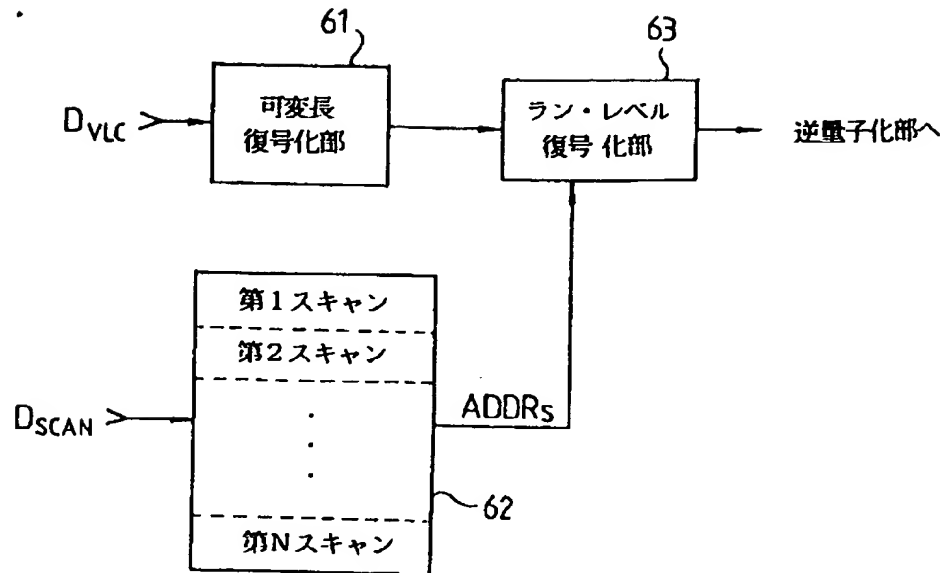 61
63
D_VLC
可変長
復号化部
ラン・レベル
復号化部
逆量子化部へ
第1スキャン
第2スキャン
D_SCAN
ADDRs
62
第Nスキャン